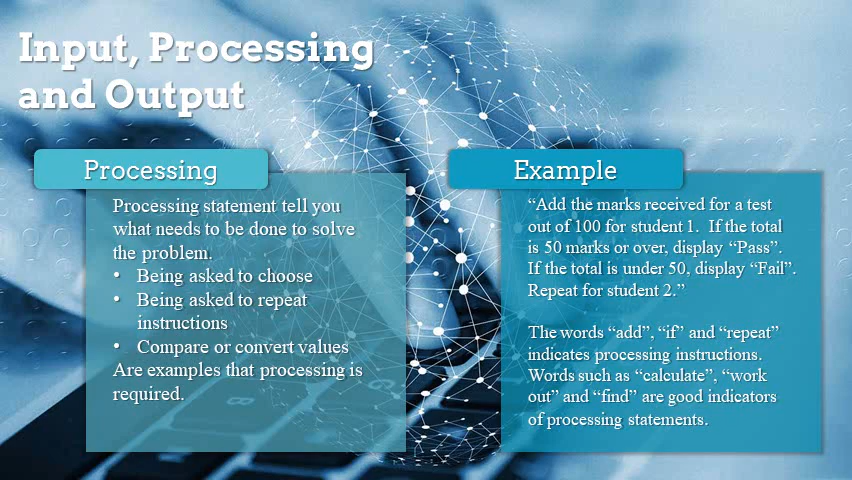 Input, Processing
and Output
Processing
Processing statement tell you
what needs to be done to solve
the problem.
• Being asked to choose
• Being asked to repeat
instructions
• Compare or convert values
Are examples that processing is
required.
Example
“Add the marks received for a test
out of 100 for student 1. If the total
is 50 marks or over, display “Pass”.
If the total is under 50, display “Fail”.
Repeat for student 2.”
The words “add”, “if” and “repeat”
indicates processing instructions.
Words such as “calculate”, “work
out” and “find” are good indicators
of processing statements.